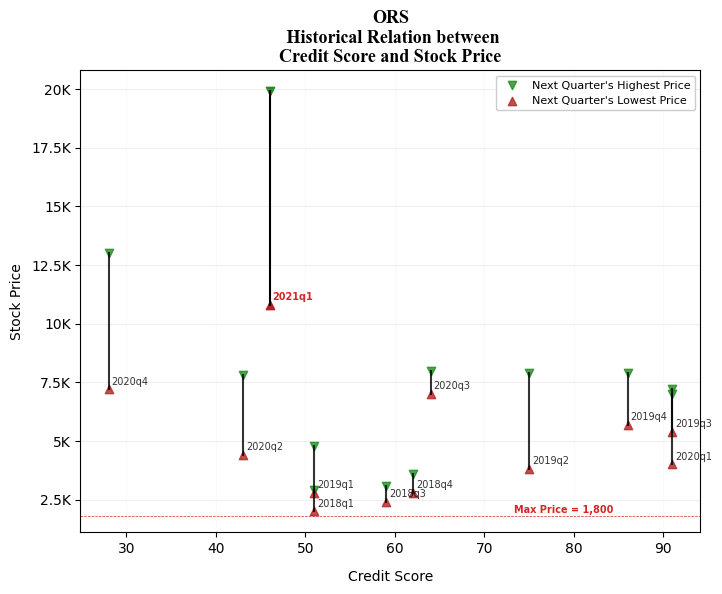 ORS
Historical Relation between
Credit Score and Stock Price
Next Quarter's Highest Price
Next Quarter's Lowest Price
20K
17.5K
15K
12.5K
10K
7.5K
5K
2.5K
Stock Price
2021q1
2020q4
2020q3
2020q2
2019q4
2019q3
2019q2
2020q1
2019q1
2018q4
2018q3
2018q1
Max Price = 1,800
30 40 50 60 70 80 90
Credit Score